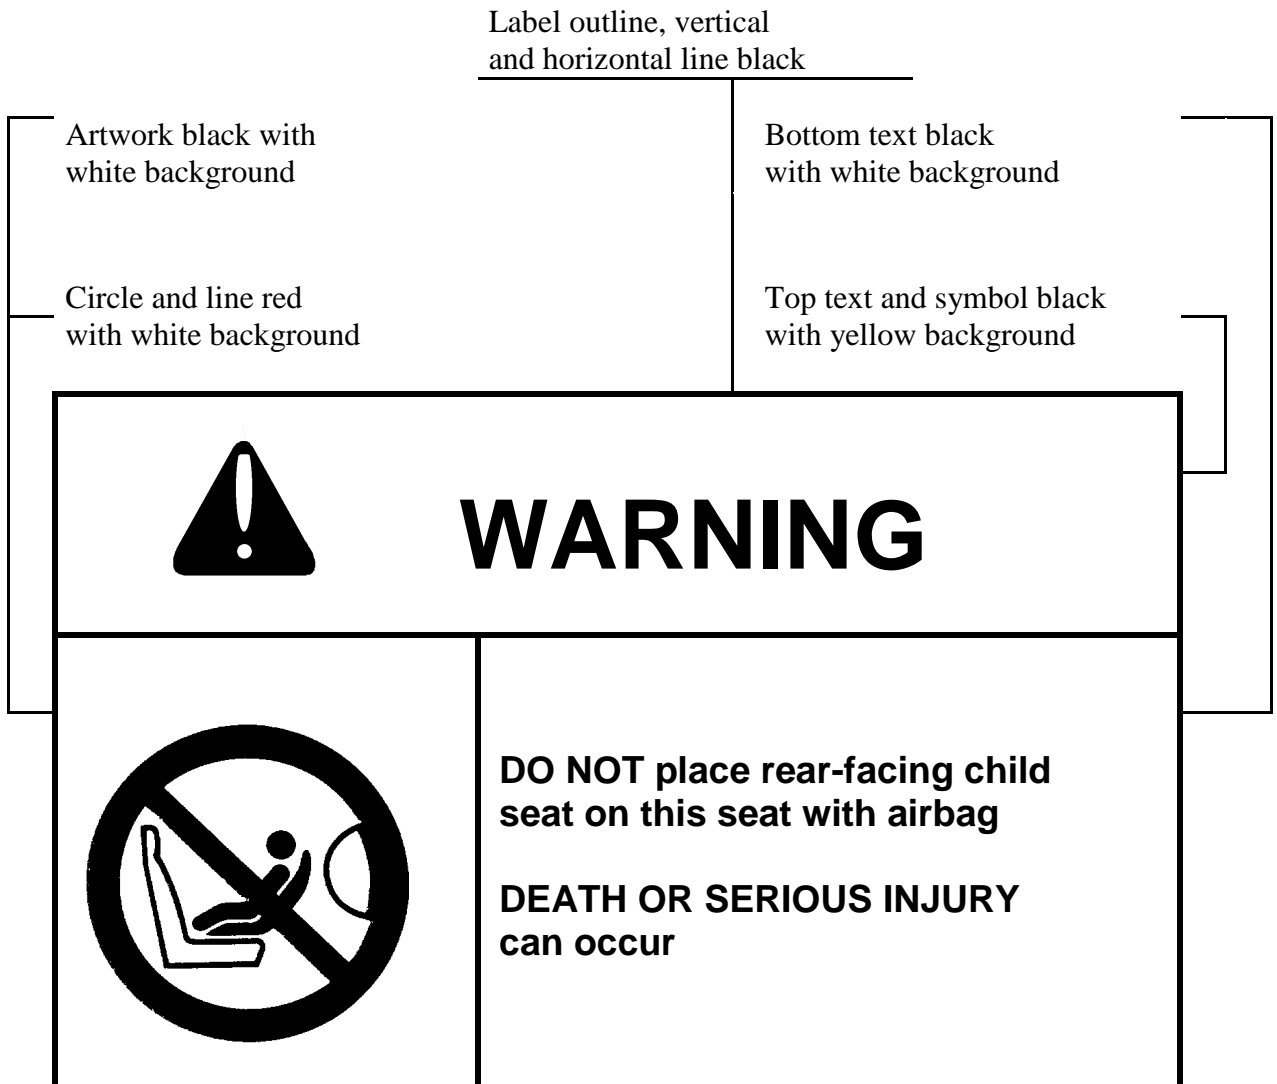 Label outline, vertical
and horizontal line black
Artwork black with
white background
Bottom text black
with white background
Circle and line red
with white background
Top text and symbol black
with yellow background
WARNING
DO NOT place rear-facing child
seat on this seat with airbag
DEATH OR SERIOUS INJURY
can occur